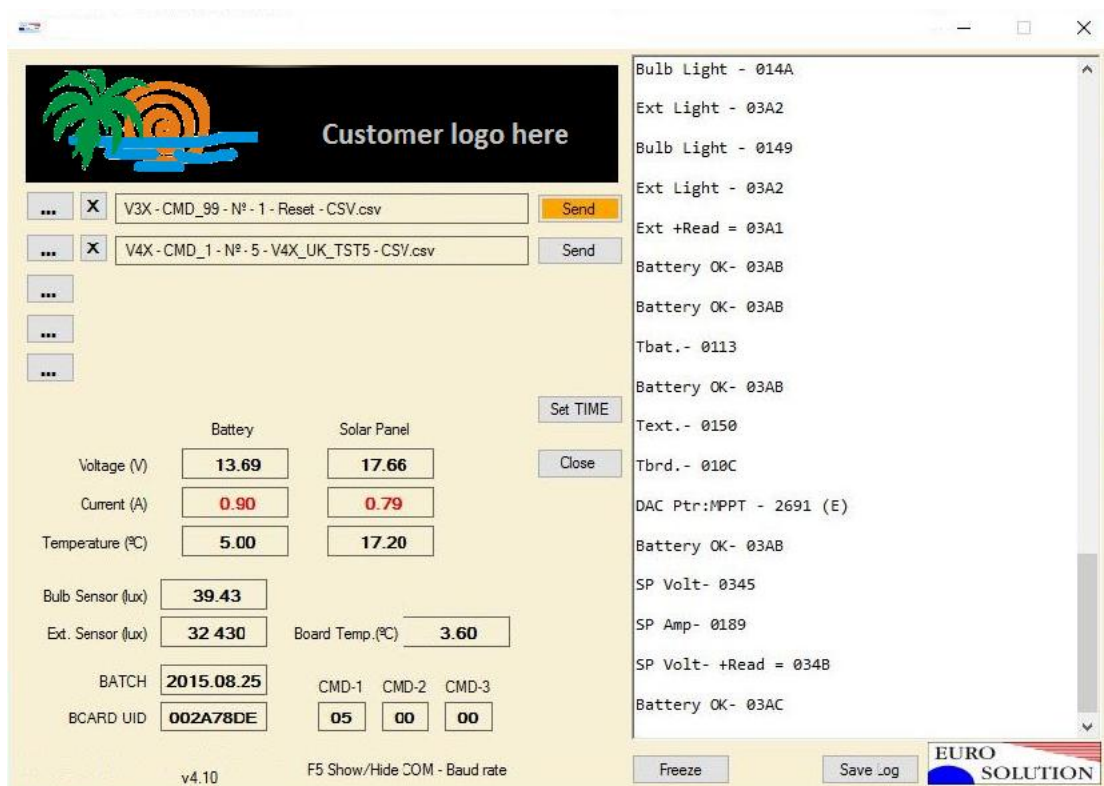 Customer logo here
... X V3X - CMD_99 - Nº - 1 - Reset - CSV.csv Send
... X V4X - CMD_1 - Nº - 5 - V4X_UK_TST5 - CSV.csv Send
...
...
...
Set TIME
Battery Solar Panel
Voltage (V) 13.69 17.66 Close
Current (A) 0.90 0.79
Temperature (ºC) 5.00 17.20
Bulb Sensor (lux) 39.43
Ext. Sensor (lux) 32 430 Board Temp.(ºC) 3.60
BATCH 2015.08.25 CMD-1 CMD-2 CMD-3
BOARD UID 002A78DE 05 00 00
v4.10 F5 Show/Hide COM - Baud rate
Bulb Light - 014A
Ext Light - 03A2
Bulb Light - 0149
Ext Light - 03A2
Ext +Read = 03A1
Battery OK- 03AB
Battery OK- 03AB
Tbat.- 0113
Battery OK- 03AB
Text.- 0150
Tbrd.- 010C
DAC Ptr:MPPT - 2691 (E)
Battery OK- 03AB
SP Volt- 0345
SP Amp- 0189
SP Volt- +Read = 034B
Battery OK- 03AC
Freeze Save Log
EURO
SOLUTION